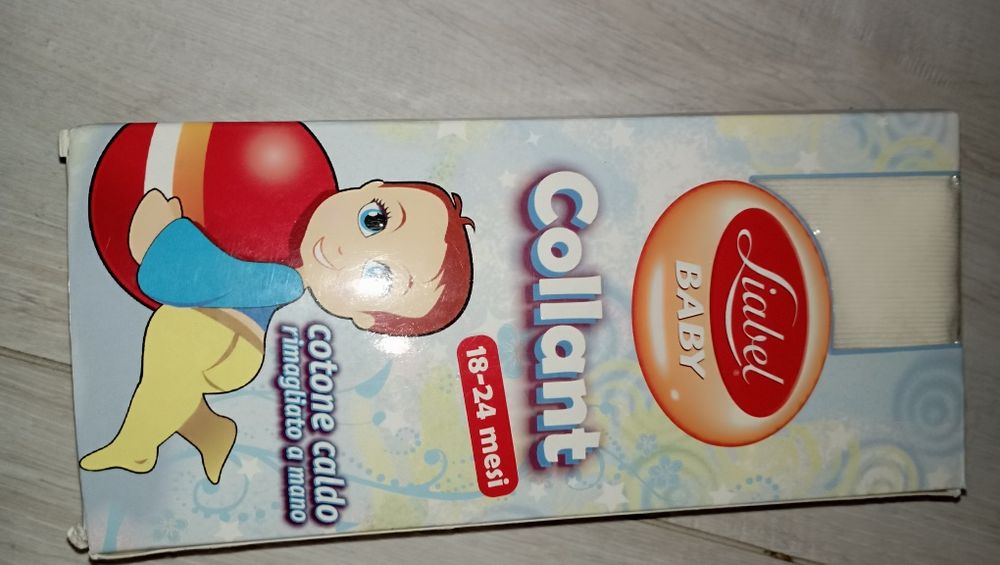 Liabel
BABY
Collant
18-24 mesi
cotone caldo
rimagliato a mano